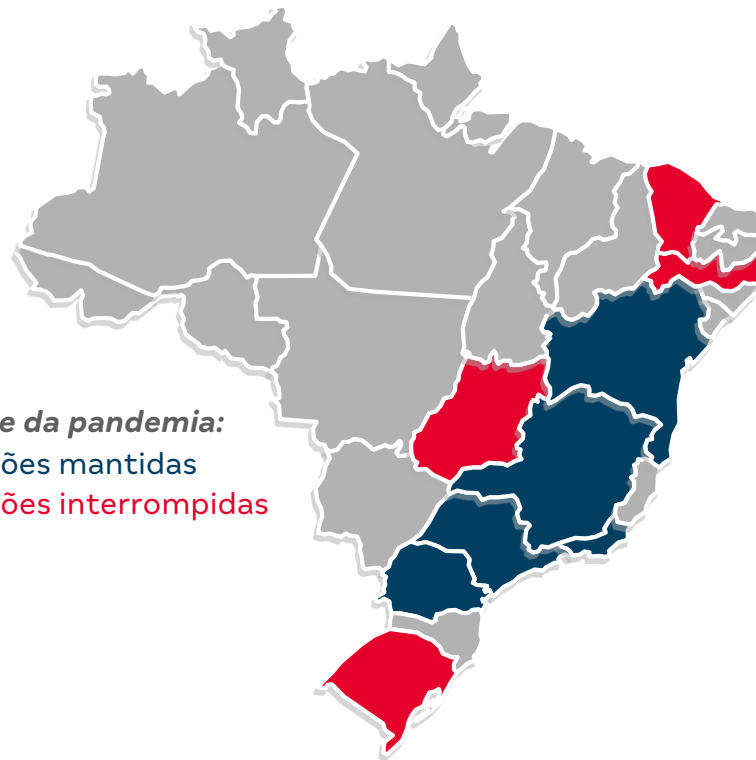 e da pandemia:
ões mantidas
ões interrompidas